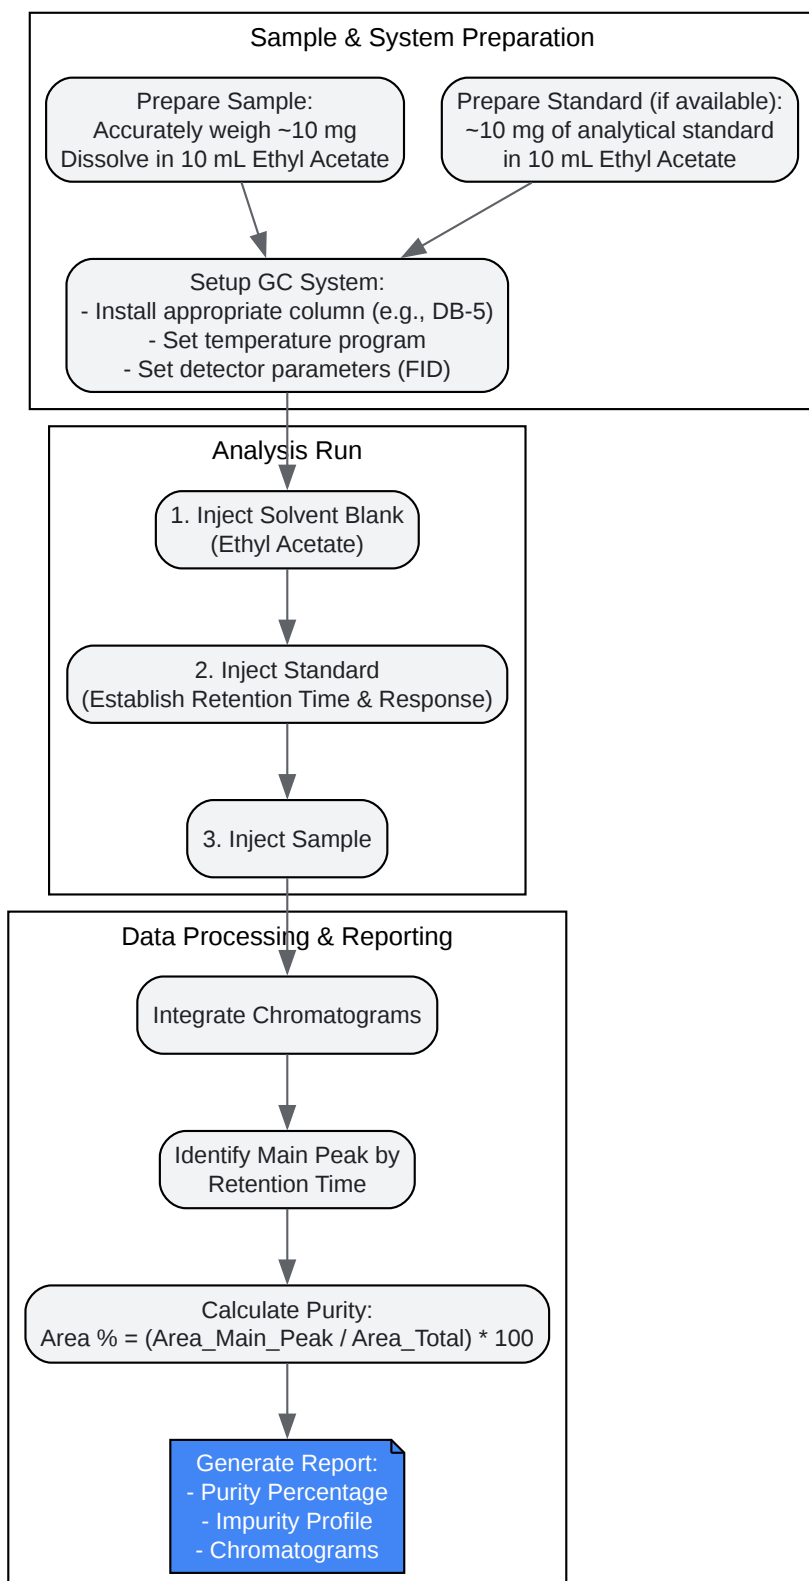 Sample & System Preparation
Prepare Sample:
Accurately weigh ~10 mg
Dissolve in 10 mL Ethyl Acetate
Prepare Standard (if available):
~10 mg of analytical standard
in 10 mL Ethyl Acetate
Setup GC System:
- Install appropriate column (e.g., DB-5)
- Set temperature program
- Set detector parameters (FID)
Analysis Run
1. Inject Solvent Blank
(Ethyl Acetate)
2. Inject Standard
(Establish Retention Time & Response)
3. Inject Sample
Data Processing & Reporting
Integrate Chromatograms
Identify Main Peak by
Retention Time
Calculate Purity:
Area % = (Area_Main_Peak / Area_Total) * 100
Generate Report:
- Purity Percentage
- Impurity Profile
- Chromatograms